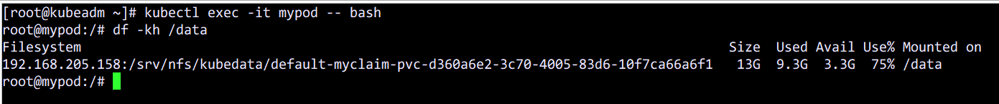 [root@kubeadm ~]# kubectl exec -it mypod -- bash
root@mypod:/# df -kh /data
Filesystem Size Used Avail Use% Mounted on
192.168.205.158:/srv/nfs/kubedata/default-myclaim-pvc-d360a6e2-3c70-4005-83d6-10f7ca66a6f1 13G 9.3G 3.3G 75% /data
root@mypod:/#